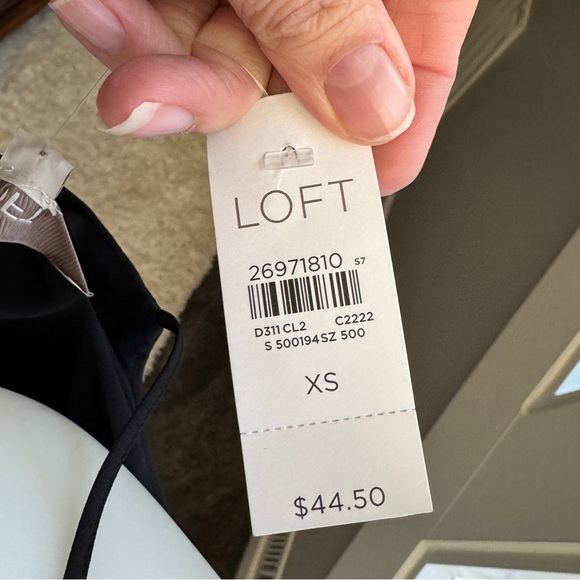 LOFT
26971810 S7
D311 CL2 C2222
S 500194SZ 500
XS
$44.50